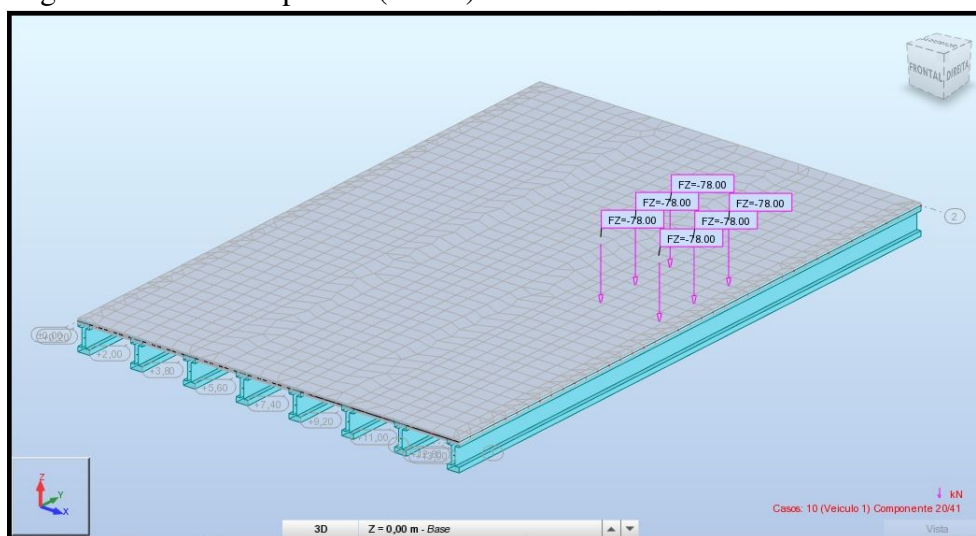 FRONTAL
DIREITA
FZ=-78.00
FZ=-78.00
FZ=-78.00
FZ=-78.00
FZ=-78.00
FZ=-78.00
2
+2,00
+3,80
+5,60
+7,40
+9,20
+11,00
Z
Y
X
kN
Casos: 10 (Veiculo 1) Componente 20/41
3D Z = 0,00 m - Base
Vista